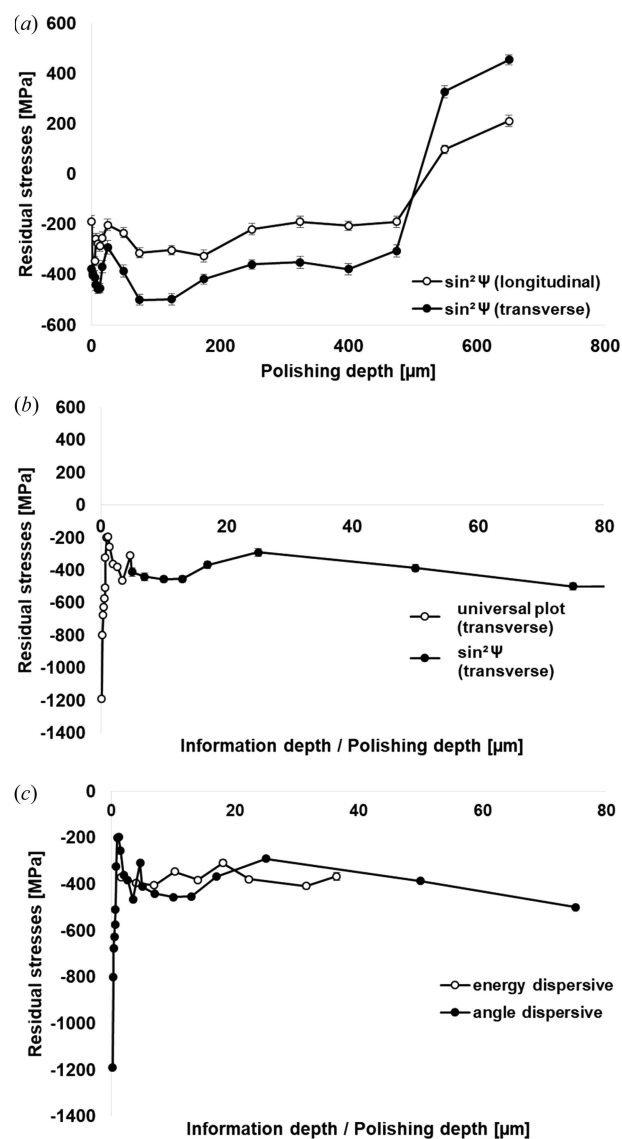 (a)
600
400
200
0
-200
-400
-600
Residual stresses [MPa]
sin²Ψ (longitudinal)
sin²Ψ (transverse)
0
200
400
600
800
Polishing depth [µm]
(b)
600
400
200
0
-200
-400
-600
-800
-1000
-1200
-1400
Residual stresses [MPa]
0
20
40
60
80
universal plot
(transverse)
sin²Ψ
(transverse)
Information depth / Polishing depth [µm]
(c)
0
-200
-400
-600
-800
-1000
-1200
-1400
Residual stresses [MPa]
0
20
40
60
80
energy dispersive
angle dispersive
Information depth / Polishing depth [µm]